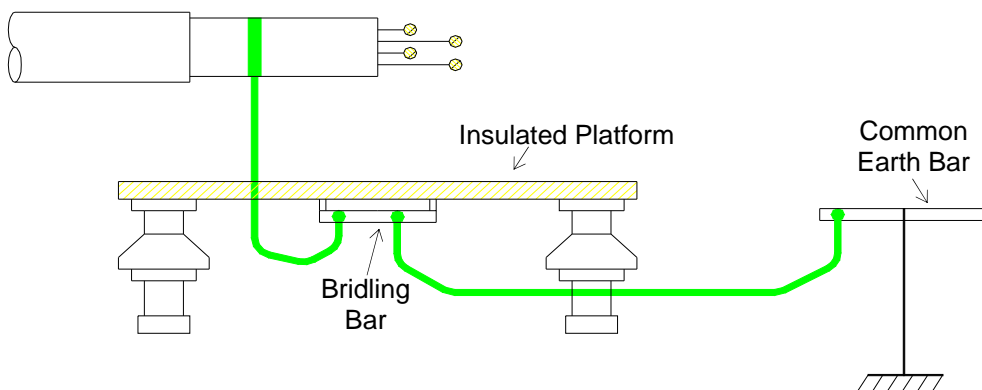 Insulated Platform
Common
Earth Bar
Bridling
Bar